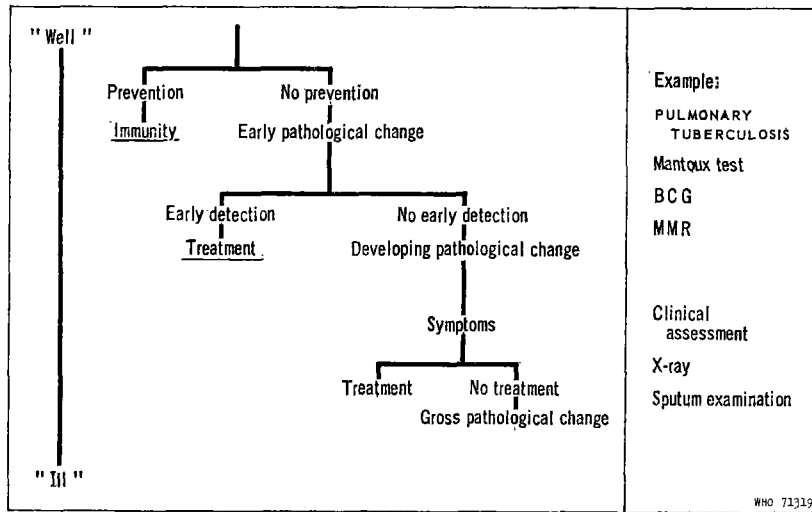 "Well"
Prevention No prevention
Immunity Early pathological change
Early detection No early detection
Treatment Developing pathological change
Symptoms
Treatment No treatment
Gross pathological change
"Ill"
Example:
PULMONARY
TUBERCULOSIS
Mantoux test
BCG
MMR
Clinical
assessment
X-ray
Sputum examination
WHO 71319